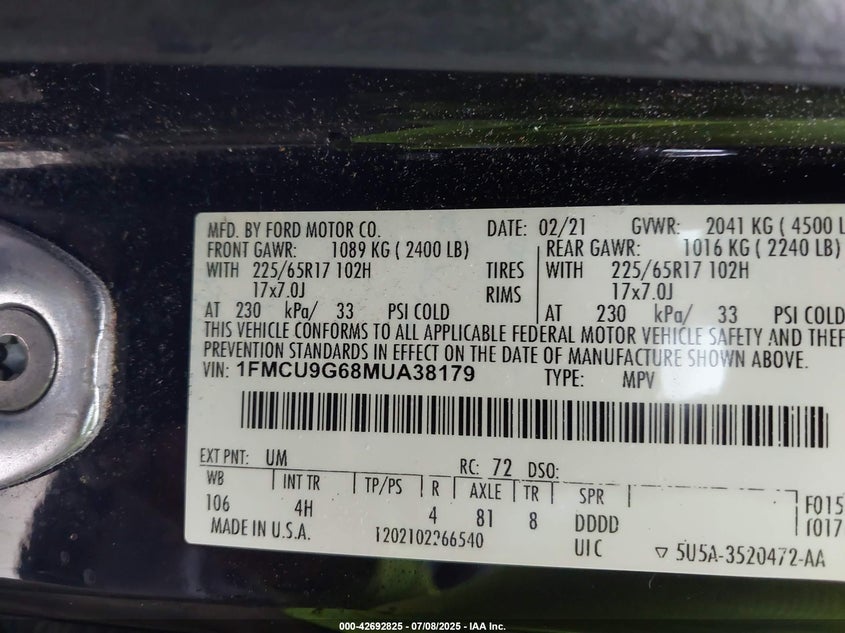 MFD. BY FORD MOTOR CO. DATE: 02/21 GVWR: 2041 KG ( 4500 L
FRONT GAWR: 1089 KG ( 2400 LB) REAR GAWR: 1016 KG ( 2240 LB)
WITH 225/65R17 102H TIRES WITH 225/65R17 102H
17x7.0J RIMS 17x7.0J
AT 230 kPa/ 33 PSI COLD AT 230 kPa/ 33 PSI COLD
THIS VEHICLE CONFORMS TO ALL APPLICABLE FEDERAL MOTOR VEHICLE SAFETY AND THEF
PREVENTION STANDARDS IN EFFECT ON THE DATE OF MANUFACTURE SHOWN ABOVE.
VIN: 1FMCU9G68MUA38179 TYPE: MPV
EXT PNT: UM RC: 72 DSO:
WB INT TR TP/PS R AXLE TR SPR F015
106 4H 4 81 8 DDDD
MADE IN U.S.A. UIC ▽ 5U5A-3520472-AA
000-42692825 - 07/08/2025 - IAA Inc.